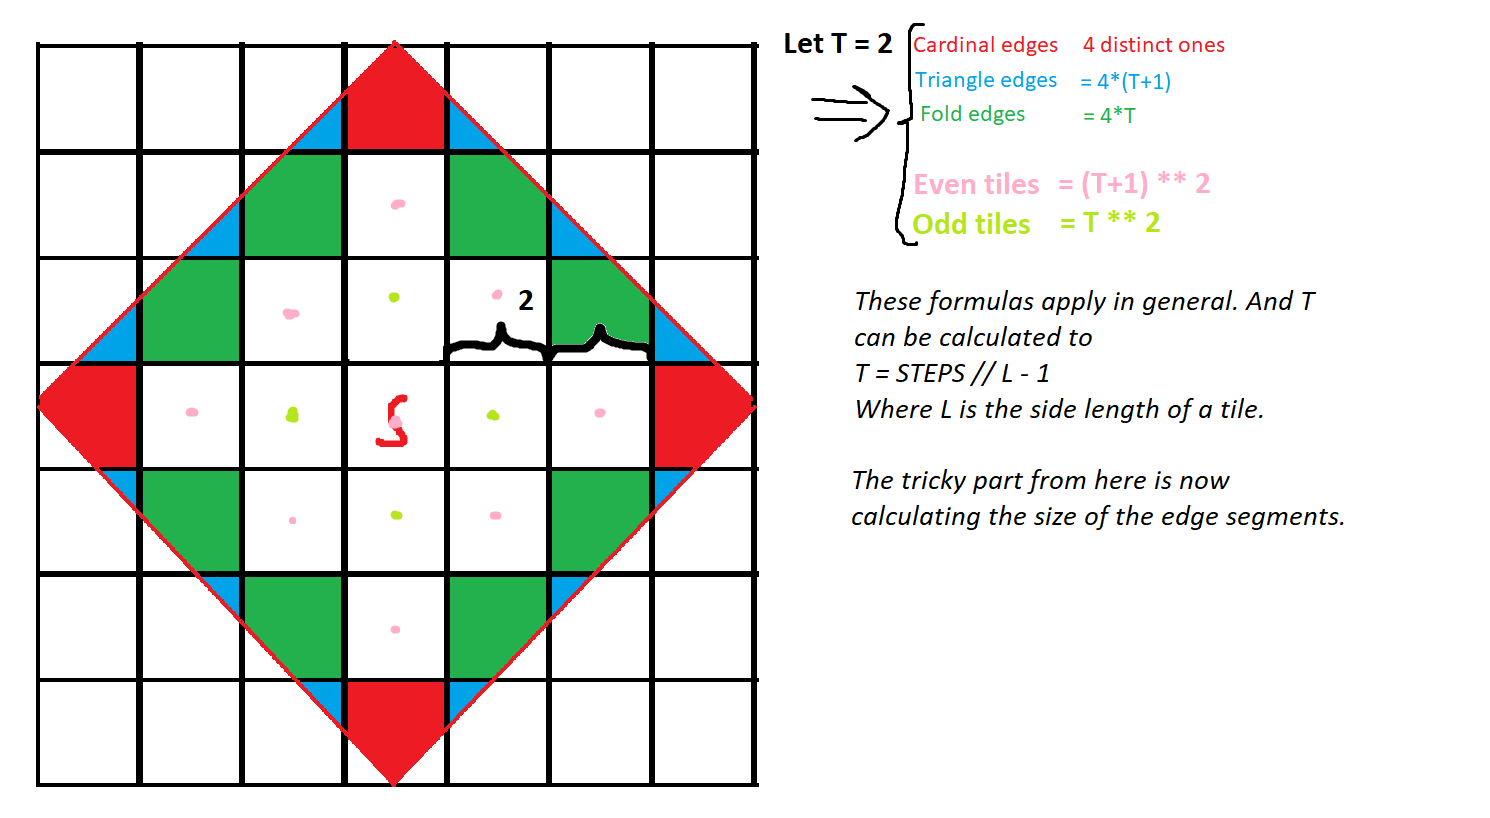 Let T = 2
Cardinal edges 4 distinct ones
Triangle edges = 4*(T+1)
Fold edges = 4*T
Even tiles = (T+1) ** 2
Odd tiles = T ** 2
2
S
These formulas apply in general. And T
can be calculated to
T = STEPS // L - 1
Where L is the side length of a tile.
The tricky part from here is now
calculating the size of the edge segments.